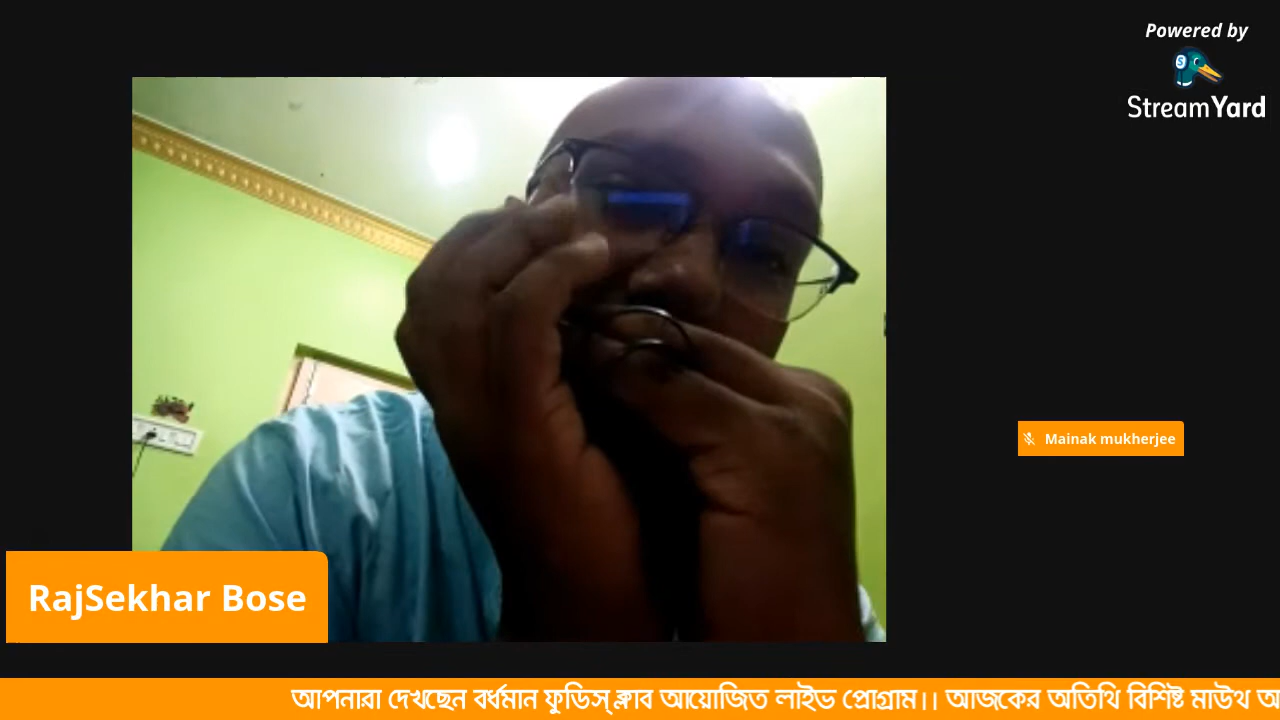 Powered by
StreamYard
Mainak mukherjee
RajSekhar Bose
আপনারা দেখছেন বর্ধমান ফুডিস্ ক্লাব আয়োজিত লাইভ প্রোগ্রাম।। আজকের অতিথি বিশিষ্ট মাউথ